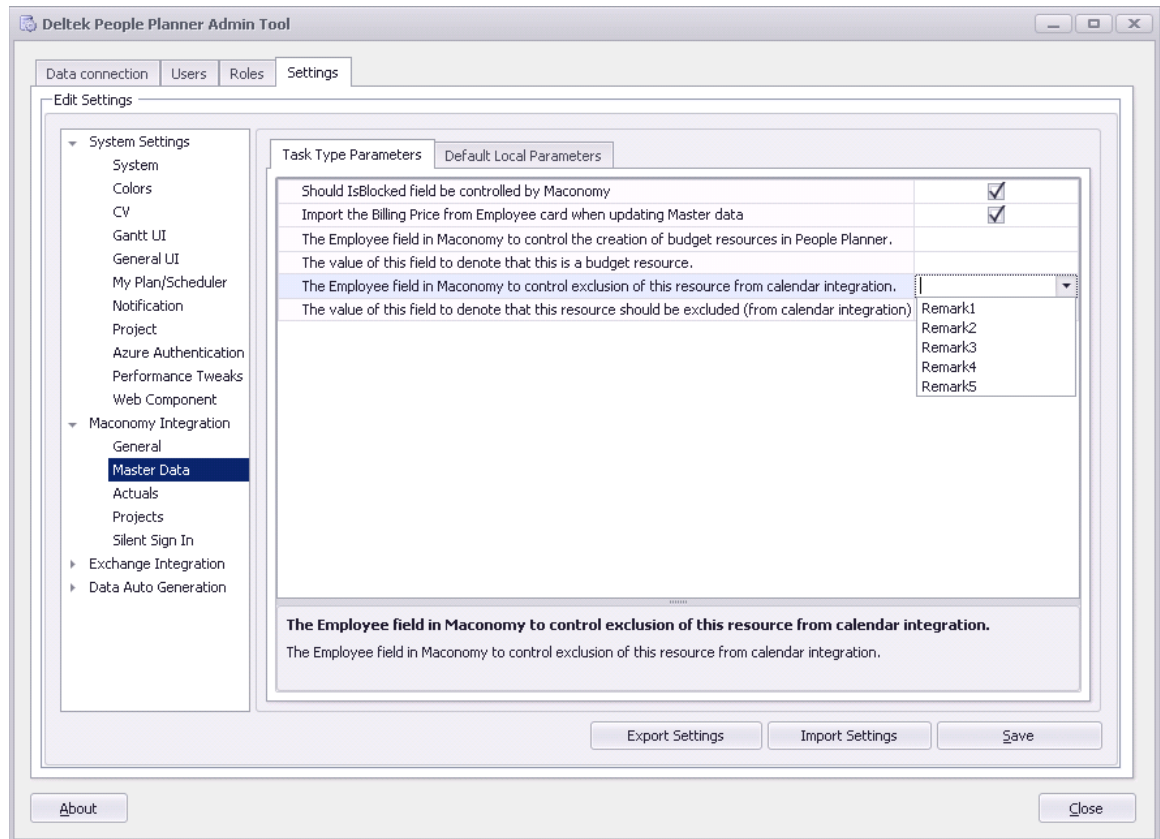 Deltek People Planner Admin Tool
Data connection Users Roles Settings
Edit Settings
System Settings
System
Colors
CV
Gantt UI
General UI
My Plan/Scheduler
Notification
Project
Azure Authentication
Performance Tweaks
Web Component
Maconomy Integration
General
Master Data
Actuals
Projects
Silent Sign In
Exchange Integration
Data Auto Generation
Task Type Parameters Default Local Parameters
Should IsBlocked field be controlled by Maconomy
Import the Billing Price from Employee card when updating Master data
The Employee field in Maconomy to control the creation of budget resources in People Planner.
The value of this field to denote that this is a budget resource.
The Employee field in Maconomy to control exclusion of this resource from calendar integration.
The value of this field to denote that this resource should be excluded (from calendar integration)
Remark1
Remark2
Remark3
Remark4
Remark5
The Employee field in Maconomy to control exclusion of this resource from calendar integration.
The Employee field in Maconomy to control exclusion of this resource from calendar integration.
Export Settings Import Settings Save
About Close